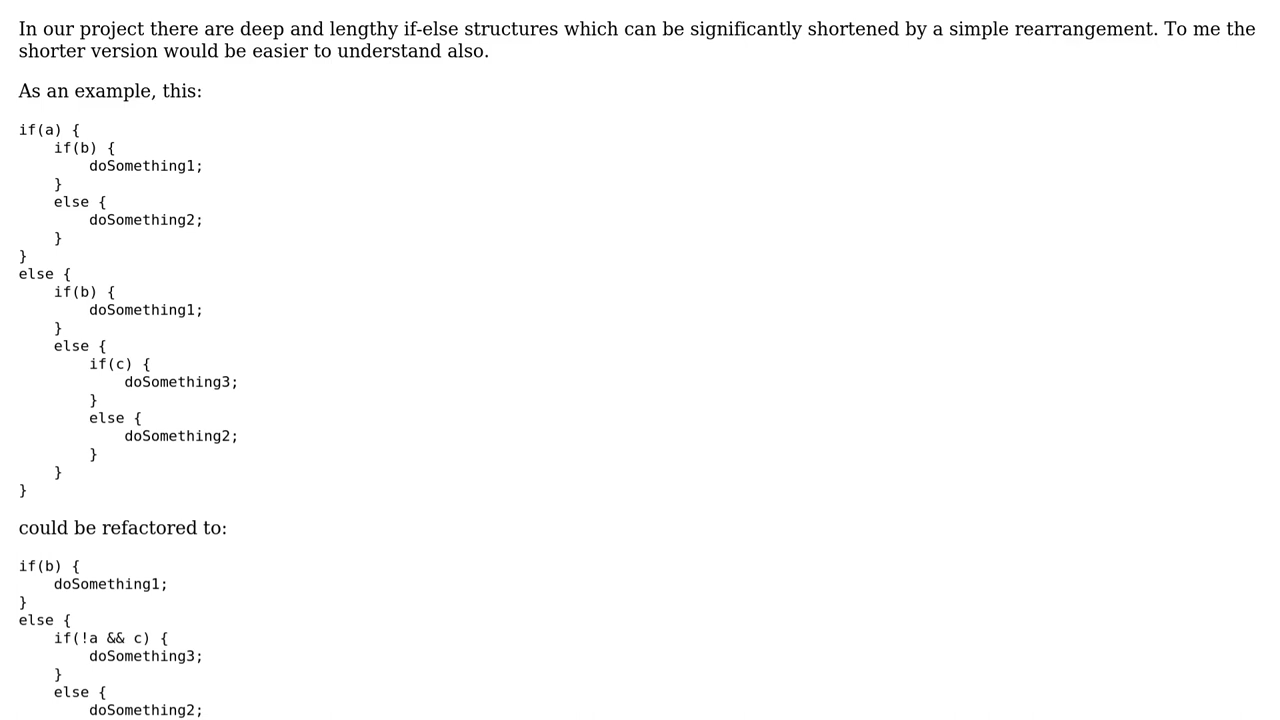 In our project there are deep and lengthy if-else structures which can be significantly shortened by a simple rearrangement. To me the
shorter version would be easier to understand also.
As an example, this:
if(a) {
    if(b) {
        doSomething1;
    }
    else {
        doSomething2;
    }
}
else {
    if(b) {
        doSomething1;
    }
    else {
        if(c) {
            doSomething3;
        }
        else {
            doSomething2;
        }
    }
}
could be refactored to:
if(b) {
    doSomething1;
}
else {
    if(!a && c) {
        doSomething3;
    }
    else {
        doSomething2;